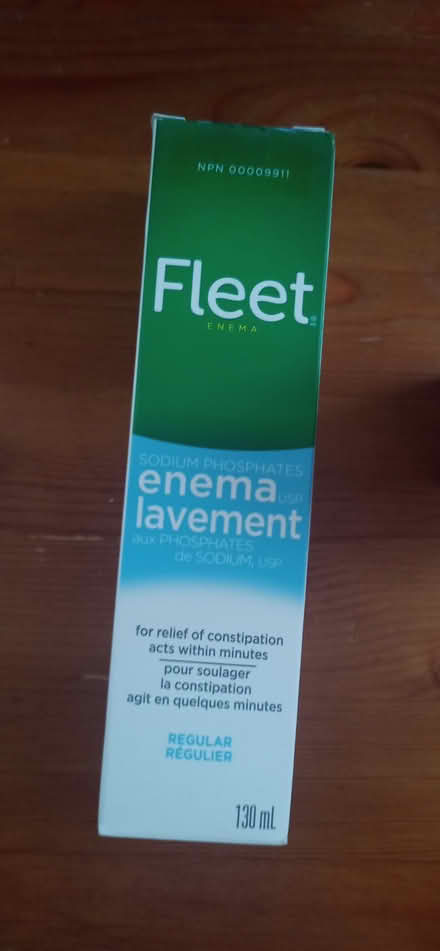 NPN 00009911
Fleet
ENEMA
SODIUM PHOSPHATES
enema USP
lavement
aux PHOSPHATES
de SODIUM, USP
for relief of constipation
acts within minutes
pour soulager
la constipation
agit en quelques minutes
REGULAR
RÉGULIER
130 mL